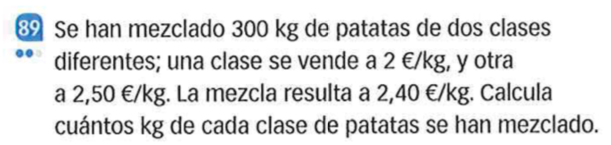 89 Se han mezclado 300 kg de patatas de dos clases
diferentes; una clase se vende a 2 €/kg, y otra
a 2,50 €/kg. La mezcla resulta a 2,40 €/kg. Calcula
cuántos kg de cada clase de patatas se han mezclado.